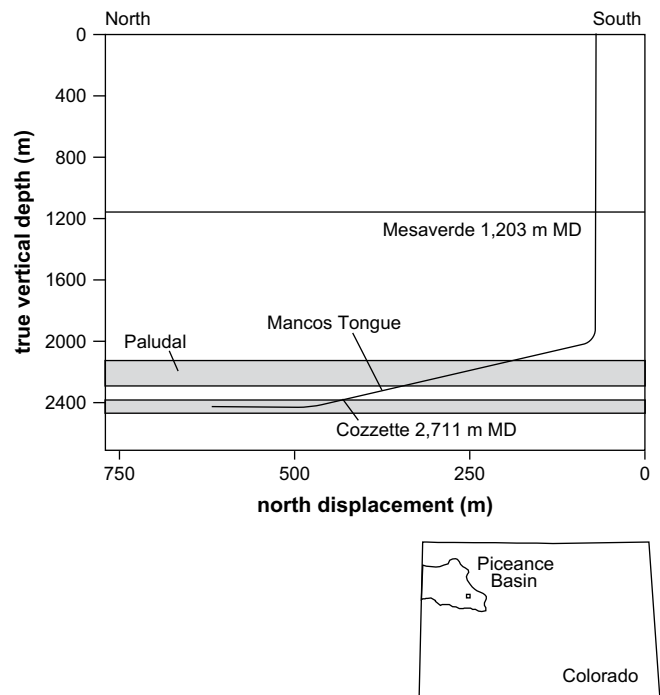 North
South
0
400
800
1200
1600
2000
2400
true vertical depth (m)
Mesaverde 1,203 m MD
Mancos Tongue
Paludal
Cozzette 2,711 m MD
750
500
250
0
north displacement (m)
Piceance
Basin
Colorado